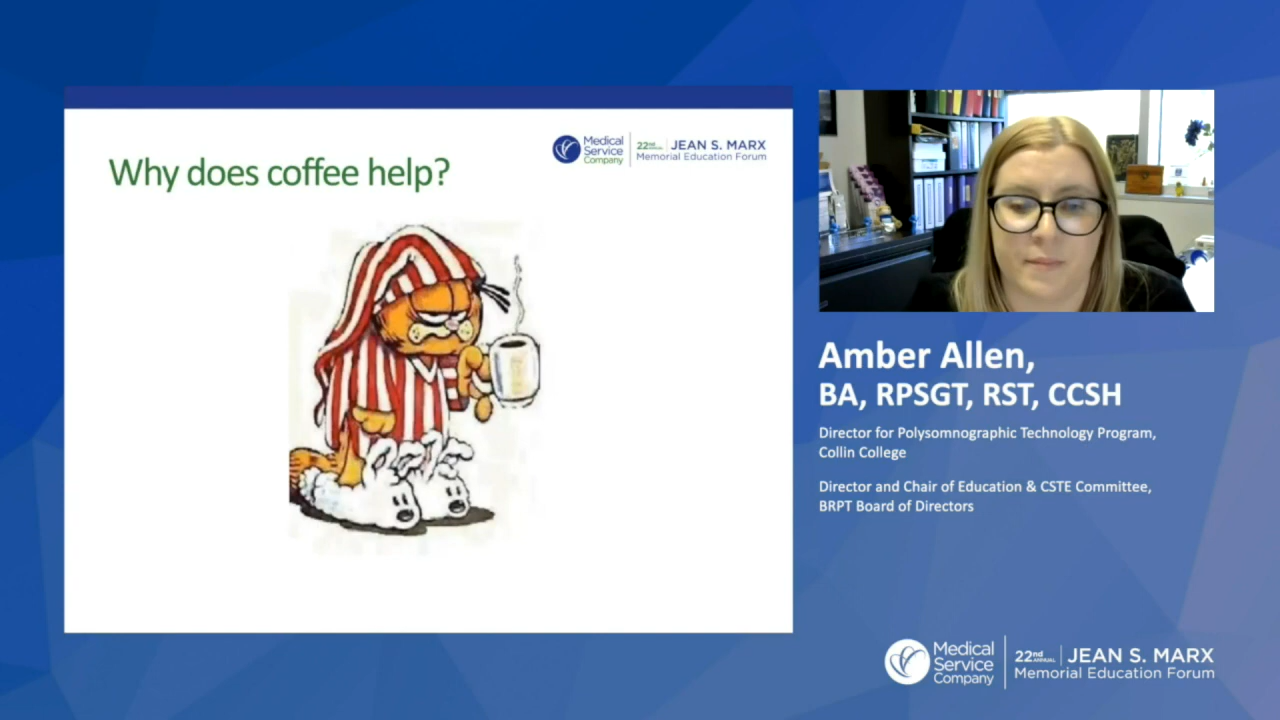 Why does coffee help?
Medical
Service
Company
22nd ANNUAL JEAN S. MARX
Memorial Education Forum
Amber Allen,
BA, RPSGT, RST, CCSH
Director for Polysomnographic Technology Program,
Collin College
Director and Chair of Education & CSTE Committee,
BRPT Board of Directors
Medical
Service
Company
22nd ANNUAL JEAN S. MARX
Memorial Education Forum